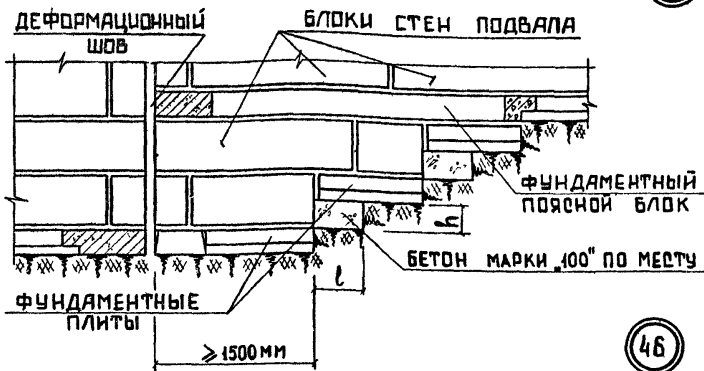 ДЕФОРМАЦИОННЫЙ
ШОВ
БЛОКИ СТЕН ПОДВАЛА
ФУНДАМЕНТНЫЙ
ПОЯСНОЙ БЛОК
h
БЕТОН МАРКИ „100" ПО МЕСТУ
l
ФУНДАМЕНТНЫЕ
ПЛИТЫ
⩾1500 ММ
46